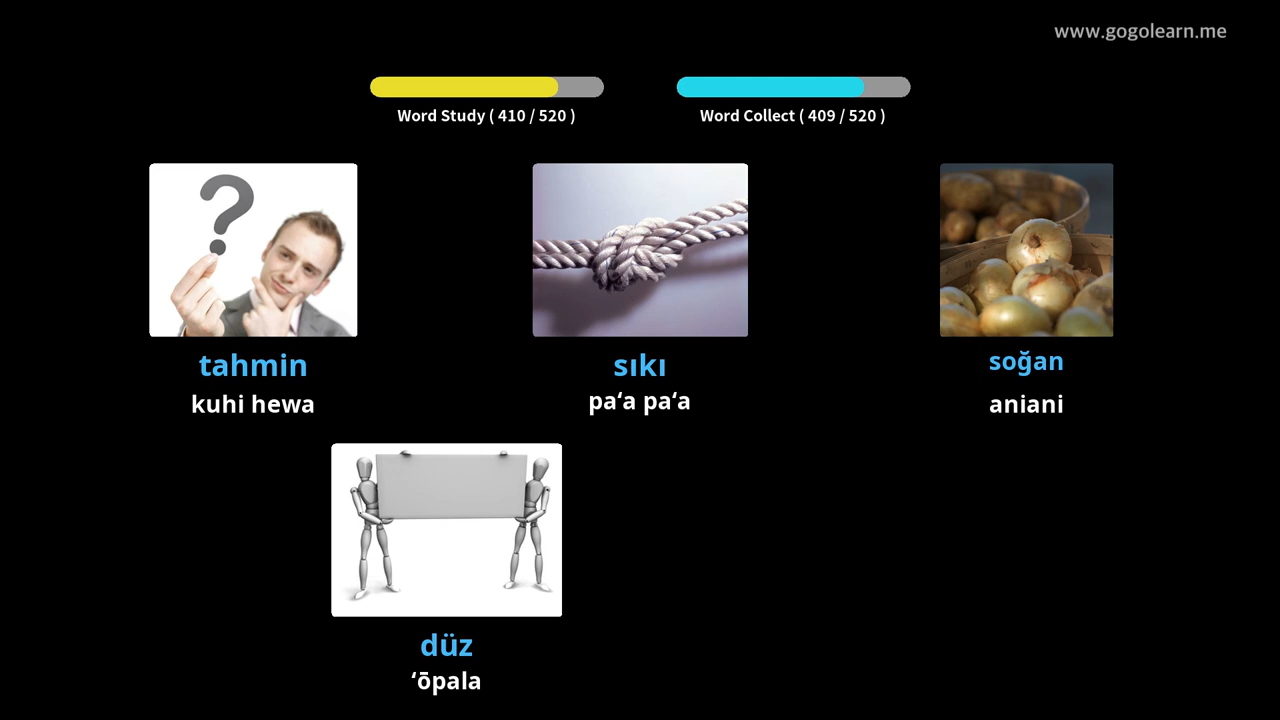 www.gogolearn.me
Word Study ( 410 / 520 )
Word Collect ( 409 / 520 )
?
tahmin
kuhi hewa
sıkı
paʻa paʻa
soğan
aniani
düz
ʻōpala